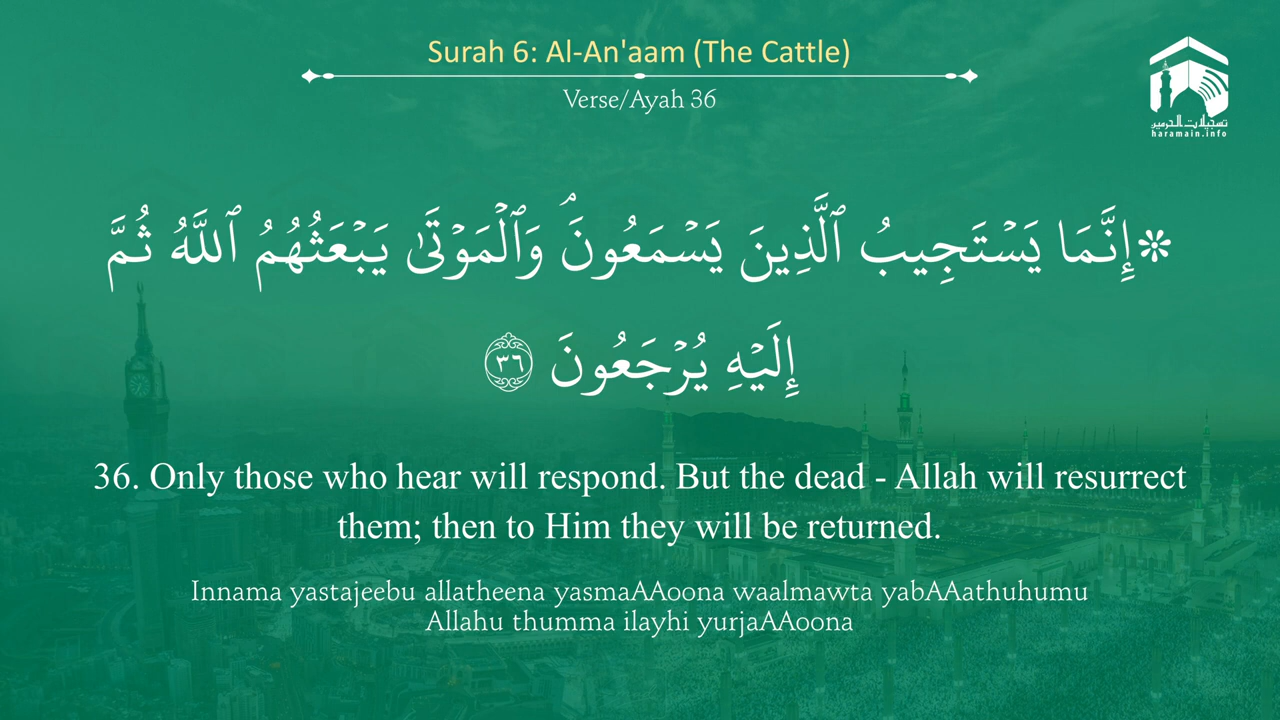 Surah 6: Al-An'aam (The Cattle)
Verse/Ayah 36
تسجيلات الحرمين
haramain.info
۞إِنَّمَا يَسۡتَجِيبُ ٱلَّذِينَ يَسۡمَعُونَۘ وَٱلۡمَوۡتَىٰ يَبۡعَثُهُمُ ٱللَّهُ ثُمَّ
إِلَيۡهِ يُرۡجَعُونَ ٣٦
36. Only those who hear will respond. But the dead - Allah will resurrect
them; then to Him they will be returned.
Innama yastajeebu allatheena yasmaAAoona waalmawta yabAAathuhumu
Allahu thumma ilayhi yurjaAAoona